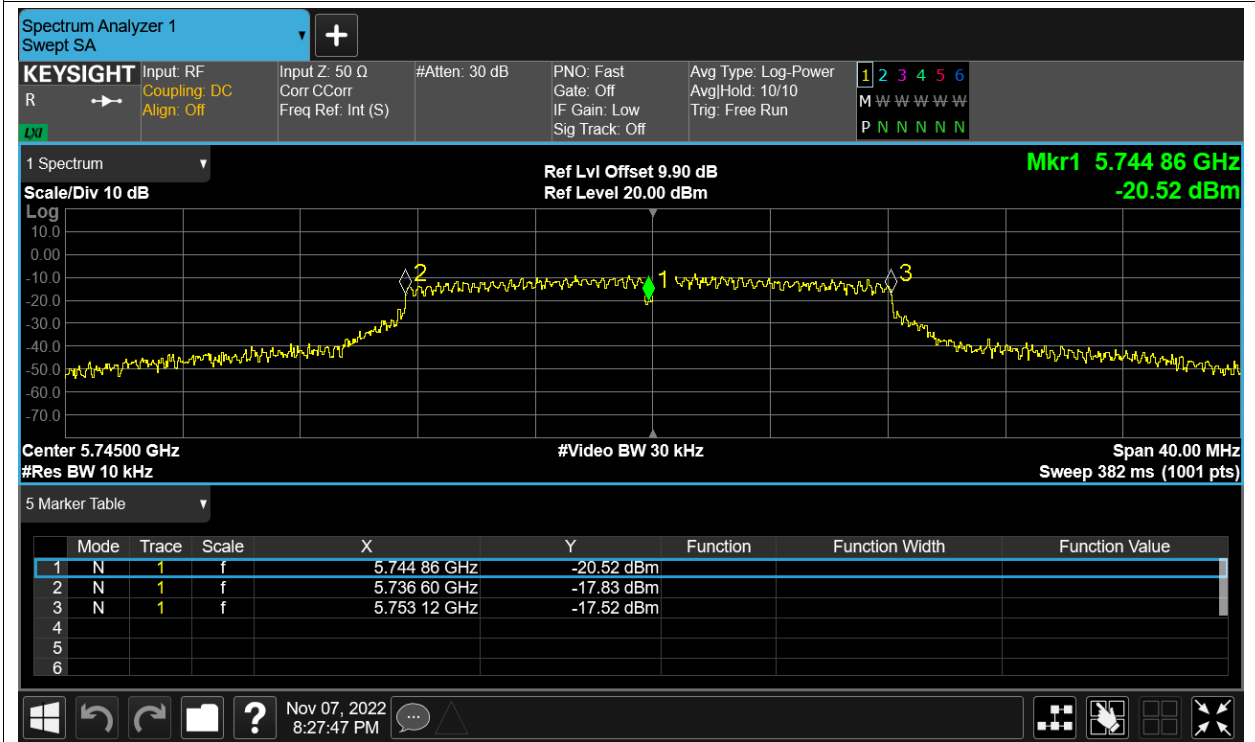 Spectrum Analyzer 1
Swept SA
+
KEYSIGHT
R
LXI
Input: RF
Coupling: DC
Align: Off
Input Z: 50 Ω
Corr CCorr
Freq Ref: Int (S)
#Atten: 30 dB
PNO: Fast
Gate: Off
IF Gain: Low
Sig Track: Off
Avg Type: Log-Power
Avg|Hold: 10/10
Trig: Free Run
1 2 3 4 5 6
M W W W W W
P N N N N N
1 Spectrum
Scale/Div 10 dB
Ref Lvl Offset 9.90 dB
Ref Level 20.00 dBm
Mkr1 5.744 86 GHz
-20.52 dBm
Log
10.0
0.00
-10.0
-20.0
-30.0
-40.0
-50.0
-60.0
-70.0
2
1
3
Center 5.74500 GHz
#Video BW 30 kHz
Span 40.00 MHz
#Res BW 10 kHz
Sweep 382 ms (1001 pts)
5 Marker Table
Mode Trace Scale X Y Function Function Width Function Value
1 N 1 f 5.744 86 GHz -20.52 dBm
2 N 1 f 5.736 60 GHz -17.83 dBm
3 N 1 f 5.753 12 GHz -17.52 dBm
4
5
6
?
Nov 07, 2022
8:27:47 PM